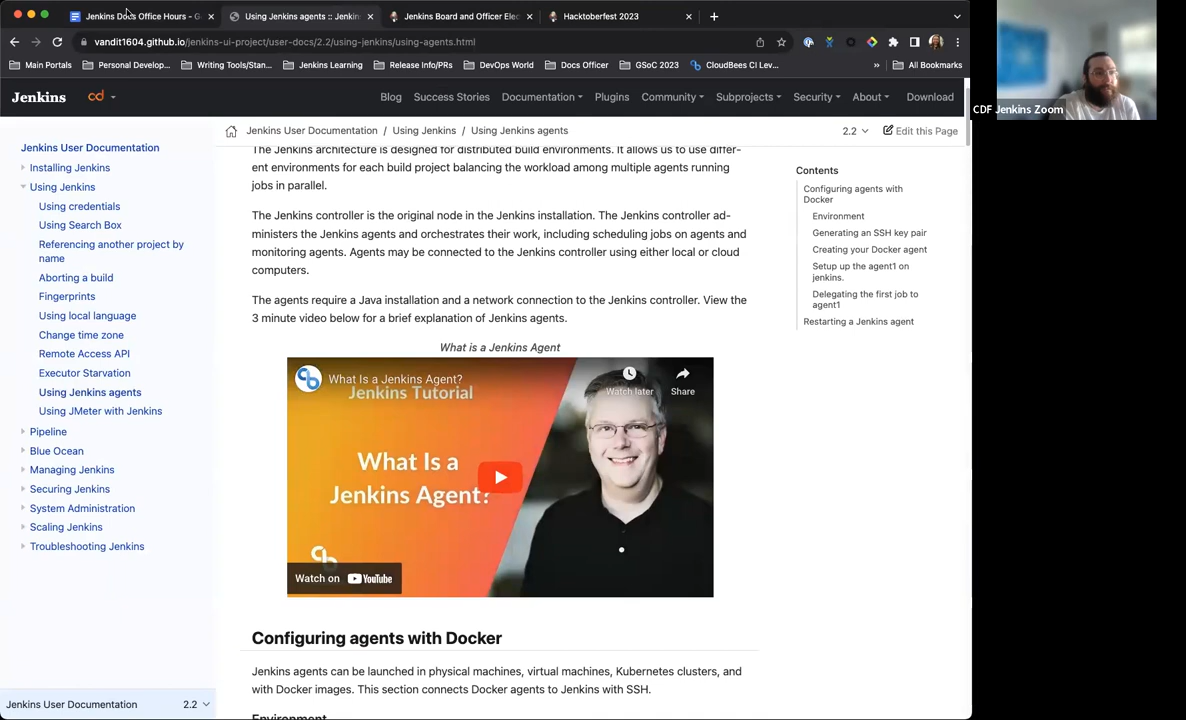 Jenkins Docs Office Hours - G
Using Jenkins agents :: Jenkin
Jenkins Board and Officer Elec
Hacktoberfest 2023
vandit1604.github.io/jenkins-ui-project/user-docs/2.2/using-jenkins/using-agents.html
Main Portals
Personal Develop...
Writing Tools/Stan...
Jenkins Learning
Release Info/PRs
DevOps World
Docs Officer
GSoC 2023
CloudBees CI Lev...
»
All Bookmarks
Jenkins
cd
Blog
Success Stories
Documentation
Plugins
Community
Subprojects
Security
About
Download
CDF Jenkins Zoom
Jenkins User Documentation / Using Jenkins / Using Jenkins agents
2.2
Edit this Page
Jenkins User Documentation
Installing Jenkins
Using Jenkins
Using credentials
Using Search Box
Referencing another project by
name
Aborting a build
Fingerprints
Using local language
Change time zone
Remote Access API
Executor Starvation
Using Jenkins agents
Using JMeter with Jenkins
Pipeline
Blue Ocean
Managing Jenkins
Securing Jenkins
System Administration
Scaling Jenkins
Troubleshooting Jenkins
Jenkins User Documentation
2.2
The Jenkins architecture is designed for distributed build environments. It allows us to use differ-
ent environments for each build project balancing the workload among multiple agents running
jobs in parallel.
The Jenkins controller is the original node in the Jenkins installation. The Jenkins controller ad-
ministers the Jenkins agents and orchestrates their work, including scheduling jobs on agents and
monitoring agents. Agents may be connected to the Jenkins controller using either local or cloud
computers.
The agents require a Java installation and a network connection to the Jenkins controller. View the
3 minute video below for a brief explanation of Jenkins agents.
What is a Jenkins Agent
What Is a Jenkins Agent?
Jenkins Tutorial
Watch later
Share
What Is a
Jenkins Agent?
Watch on YouTube
Configuring agents with Docker
Jenkins agents can be launched in physical machines, virtual machines, Kubernetes clusters, and
with Docker images. This section connects Docker agents to Jenkins with SSH.
Environment
Contents
Configuring agents with
Docker
Environment
Generating an SSH key pair
Creating your Docker agent
Setup up the agent1 on
jenkins.
Delegating the first job to
agent1
Restarting a Jenkins agent